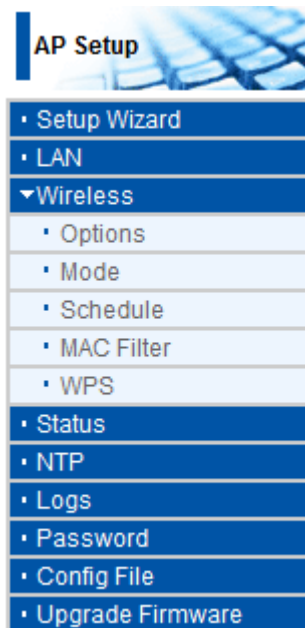 AP Setup
Setup Wizard
LAN
Wireless
Options
Mode
Schedule
MAC Filter
WPS
Status
NTP
Logs
Password
Config File
Upgrade Firmware